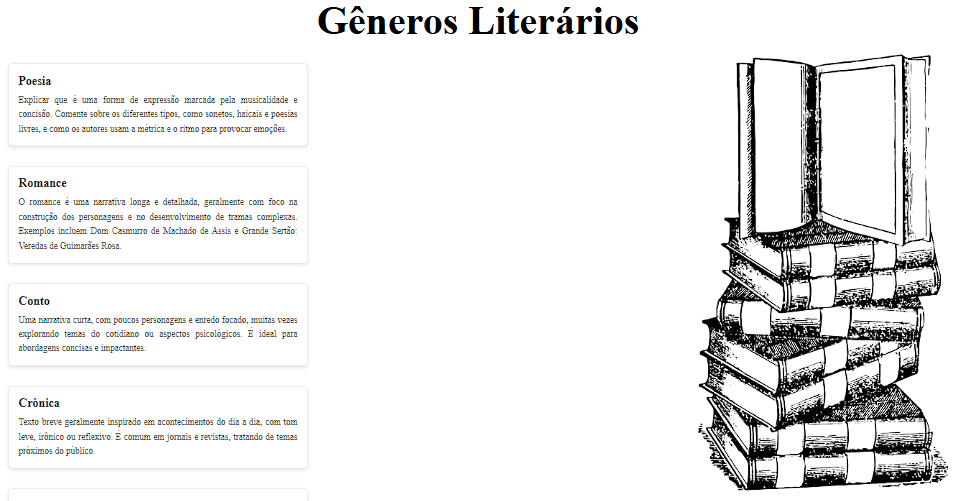 Gêneros Literários
Poesia
Explicar que é uma forma de expressão marcada pela musicalidade e
concisão. Comente sobre os diferentes tipos, como sonetos, haicais e poesias
livres, e como os autores usam a métrica e o ritmo para provocar emoções.
Romance
O romance é uma narrativa longa e detalhada, geralmente com foco na
construção dos personagens e no desenvolvimento de tramas complexas.
Exemplos incluem Dom Casmurro de Machado de Assis e Grande Sertão:
Veredas de Guimarães Rosa.
Conto
Uma narrativa curta, com poucos personagens e enredo focado, muitas vezes
explorando temas do cotidiano ou aspectos psicológicos. É ideal para
abordagens concisas e impactantes.
Crônica
Texto breve geralmente inspirado em acontecimentos do dia a dia, com tom
leve, irônico ou reflexivo. É comum em jornais e revistas, tratando de temas
próximos do público.